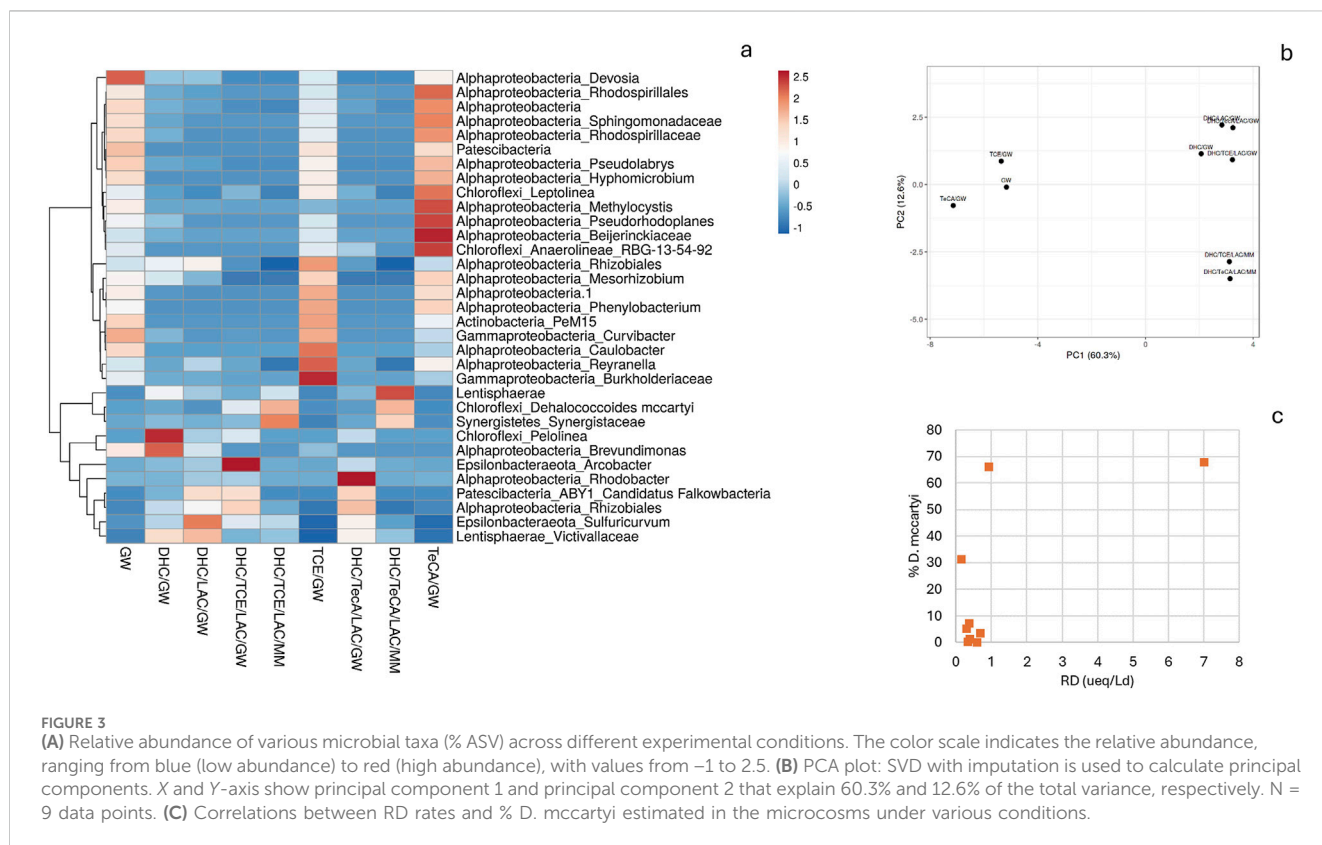 a
2.5
2
1.5
1
0.5
0
-0.5
-1
Alphaproteobacteria_Devosia
Alphaproteobacteria_Rhodospirillales
Alphaproteobacteria
Alphaproteobacteria_Sphingomonadaceae
Alphaproteobacteria_Rhodospirillaceae
Patescibacteria
Alphaproteobacteria_Pseudolabrys
Alphaproteobacteria_Hyphomicrobium
Chloroflexi_Leptolinea
Alphaproteobacteria_Methylocystis
Alphaproteobacteria_Pseudorhodoplanes
Alphaproteobacteria_Beijerinckiaceae
Chloroflexi_Anaerolineae_RBG-13-54-92
Alphaproteobacteria_Rhizobiales
Alphaproteobacteria_Mesorhizobium
Alphaproteobacteria.1
Alphaproteobacteria_Phenylobacterium
Actinobacteria_PeM15
Gammaproteobacteria_Curvibacter
Alphaproteobacteria_Caulobacter
Alphaproteobacteria_Reyranella
Gammaproteobacteria_Burkholderiaceae
Lentisphaerae
Chloroflexi_Dehalococcoides mccartyi
Synergistetes_Synergistaceae
Chloroflexi_Pelolinea
Alphaproteobacteria_Brevundimonas
Epsilonbacteraeota_Arcobacter
Alphaproteobacteria_Rhodobacter
Patescibacteria_ABY1_Candidatus Falkowbacteria
Alphaproteobacteria_Rhizobiales
Epsilonbacteraeota_Sulfuricurvum
Lentisphaerae_Victivallaceae
GW
DHC/GW
DHC/LAC/GW
DHC/TCE/LAC/GW
DHC/TCE/LAC/MM
TCE/GW
DHC/TecA/LAC/GW
DHC/TeCA/LAC/MM
TeCA/GW
b
PC2 (12.6%)
2.5
0.0
-2.5
-5.0
DHC/LAC/GW
DHC/GW
DHC/TCE/LAC/GW
TCE/GW
GW
TeCA/GW
DHC/TCE/LAC/MM
DHC/TeCA/LAC/MM
-8
-4
0
4
PC1 (60.3%)
c
% D. mccartyi
80
70
60
50
40
30
20
10
0
0 1 2 3 4 5 6 7 8
RD (ueq/Ld)
FIGURE 3
(A) Relative abundance of various microbial taxa (% ASV) across different experimental conditions. The color scale indicates the relative abundance,
ranging from blue (low abundance) to red (high abundance), with values from −1 to 2.5. (B) PCA plot: SVD with imputation is used to calculate principal
components. X and Y-axis show principal component 1 and principal component 2 that explain 60.3% and 12.6% of the total variance, respectively. N =
9 data points. (C) Correlations between RD rates and % D. mccartyi estimated in the microcosms under various conditions.